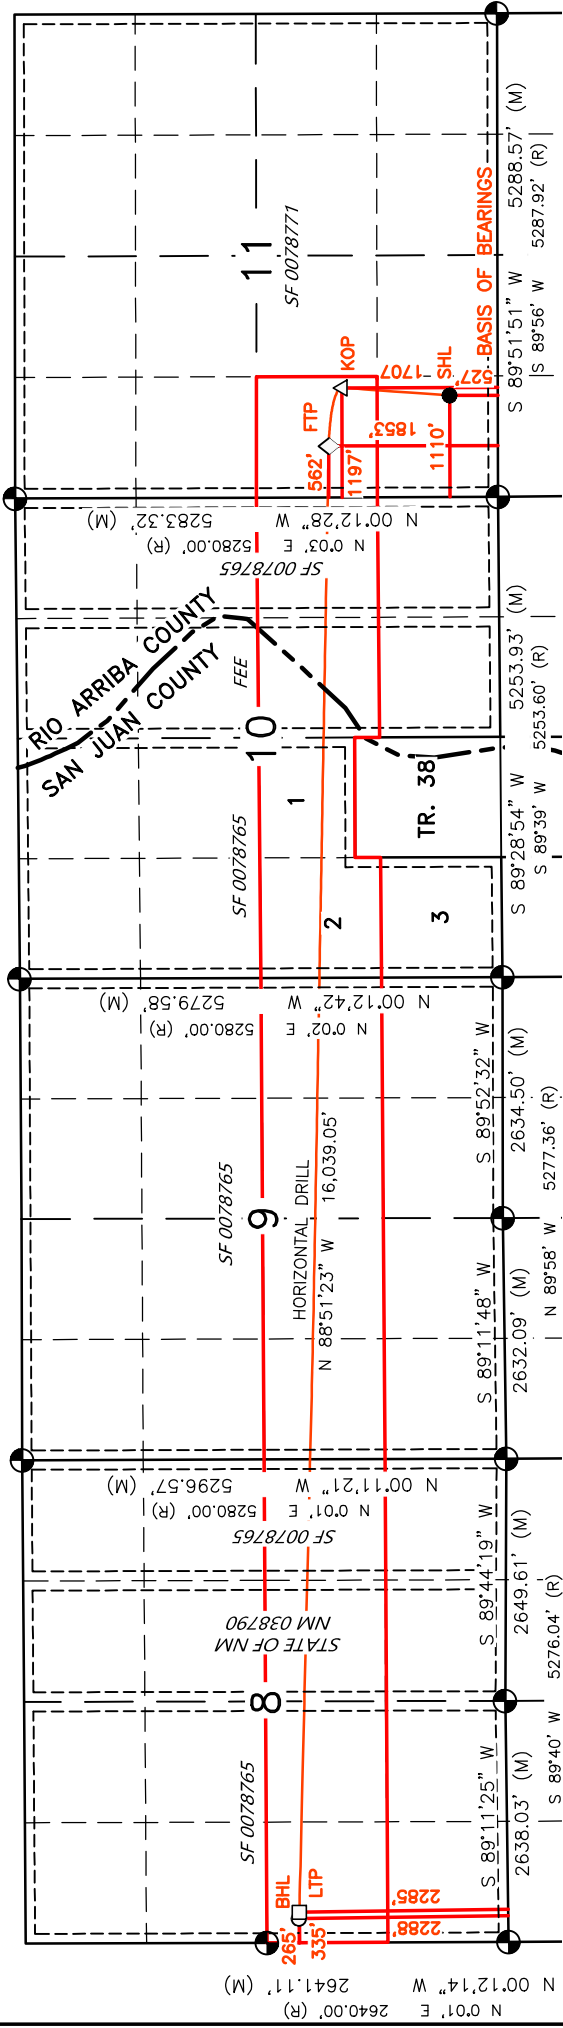 N 0°01' E 2640.00' (R)
N 00°12'14" W 2641.11' (M)
265'
335'
BHL
LTP
2288'
2285'
SF 0078765
8
S 89°11'25" W
2638.03' (M)
S 89°40' W 5276.04' (R)
S 89°44'19" W
2649.61' (M)
STATE OF NM
NM 038790
SF 0078765
N 0°01' E 5280.00' (R)
N 00°11'21" W 5296.57' (M)
SF 0078765
9
HORIZONTAL DRILL
N 88°51'23" W 16,039.05'
S 89°11'48" W
2632.09' (M)
N 89°58' W 5277.36' (R)
S 89°52'32" W
2634.50' (M)
N 0°02' E 5280.00' (R)
N 00°12'42" W 5279.58' (M)
SF 0078765
10
FEE
1
2
3
TR. 38
SAN JUAN COUNTY
RIO ARRIBA COUNTY
S 89°28'54" W 5253.93' (M)
S 89°39' W 5253.60' (R)
SF 0078765
N 0°03' E 5280.00' (R)
N 00°12'28" W 5283.32' (M)
562'
FTP
1197'
KOP
1853'
1110'
1707
SHL
527'
11
SF 0078771
BASIS OF BEARINGS
S 89°51'51" W 5288.57' (M)
S 89°56' W 5287.92' (R)